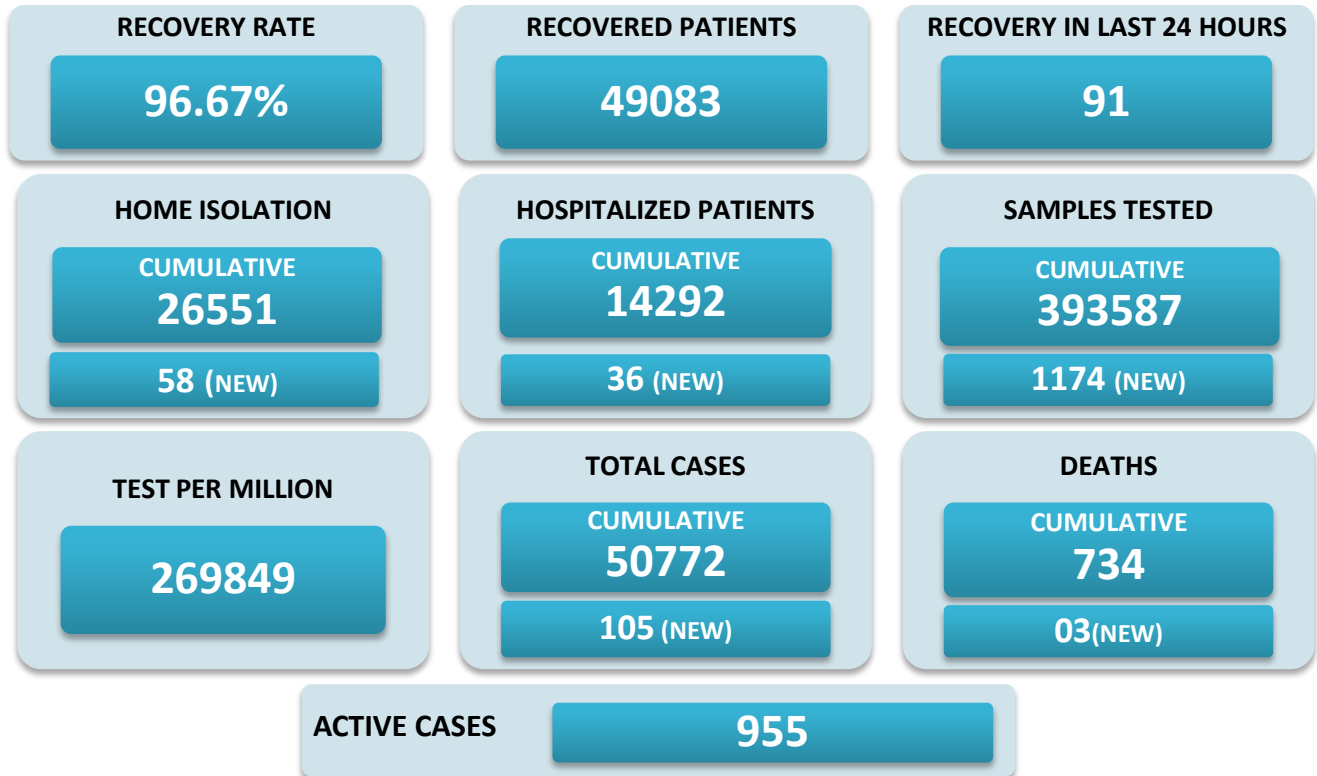 RECOVERY RATE
96.67%
RECOVERED PATIENTS
49083
RECOVERY IN LAST 24 HOURS
91
HOME ISOLATION
CUMULATIVE
26551
58 (NEW)
HOSPITALIZED PATIENTS
CUMULATIVE
14292
36 (NEW)
SAMPLES TESTED
CUMULATIVE
393587
1174 (NEW)
TEST PER MILLION
269849
TOTAL CASES
CUMULATIVE
50772
105 (NEW)
DEATHS
CUMULATIVE
734
03(NEW)
ACTIVE CASES
955